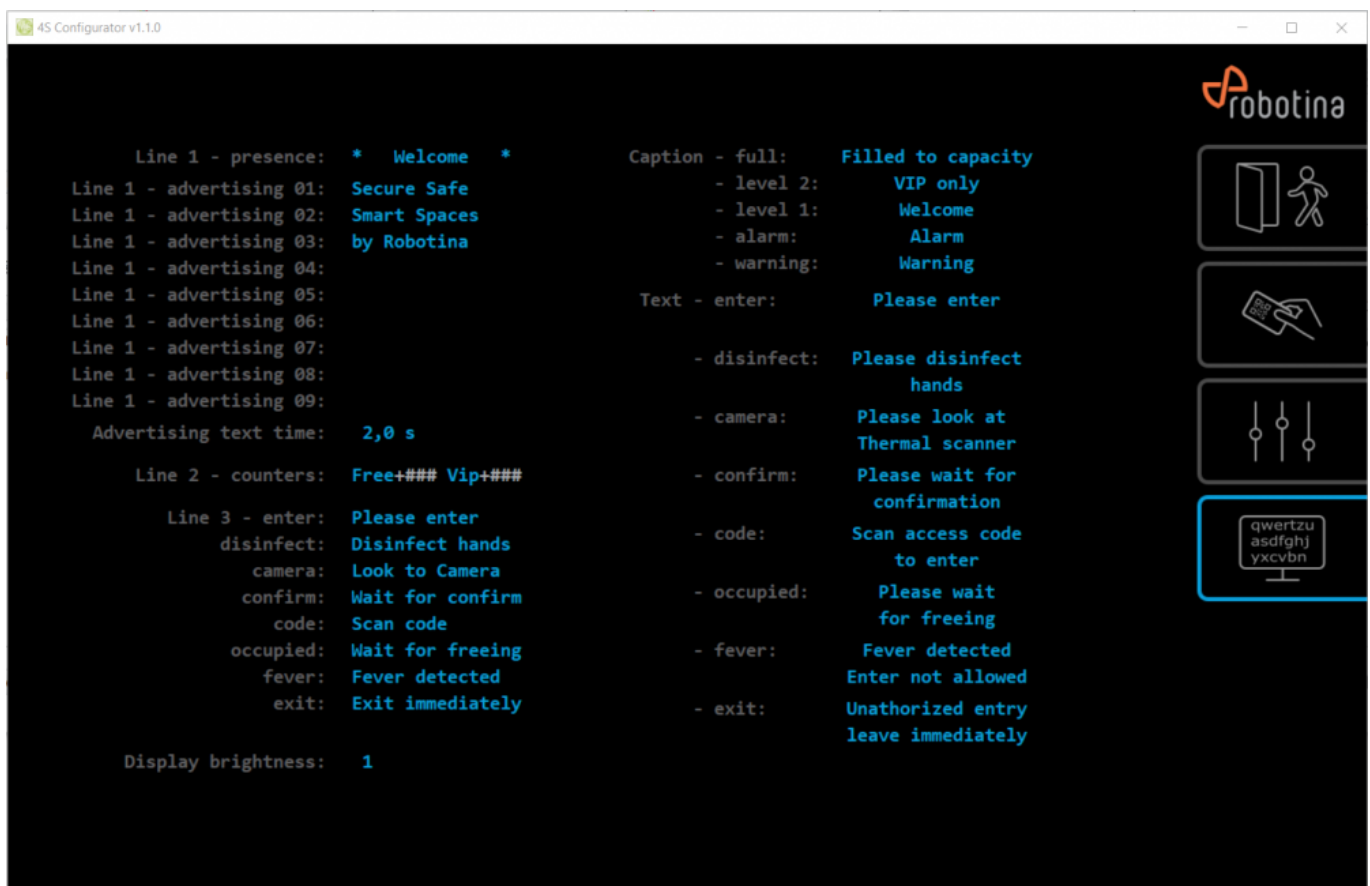 4S Configurator v1.1.0
robotina
Line 1 - presence: * Welcome *
Line 1 - advertising 01: Secure Safe
Line 1 - advertising 02: Smart Spaces
Line 1 - advertising 03: by Robotina
Line 1 - advertising 04:
Line 1 - advertising 05:
Line 1 - advertising 06:
Line 1 - advertising 07:
Line 1 - advertising 08:
Line 1 - advertising 09:
Advertising text time: 2,0 s
Line 2 - counters: Free+### Vip+###
Line 3 - enter: Please enter
disinfect: Disinfect hands
camera: Look to Camera
confirm: Wait for confirm
code: Scan code
occupied: Wait for freeing
fever: Fever detected
exit: Exit immediately
Display brightness: 1
Caption - full: Filled to capacity
- level 2: VIP only
- level 1: Welcome
- alarm: Alarm
- warning: Warning
Text - enter: Please enter
- disinfect: Please disinfect
hands
- camera: Please look at
Thermal scanner
- confirm: Please wait for
confirmation
- code: Scan access code
to enter
- occupied: Please wait
for freeing
- fever: Fever detected
Enter not allowed
- exit: Unathorized entry
leave immediately
qwertzu
asdfghj
yxcvbn